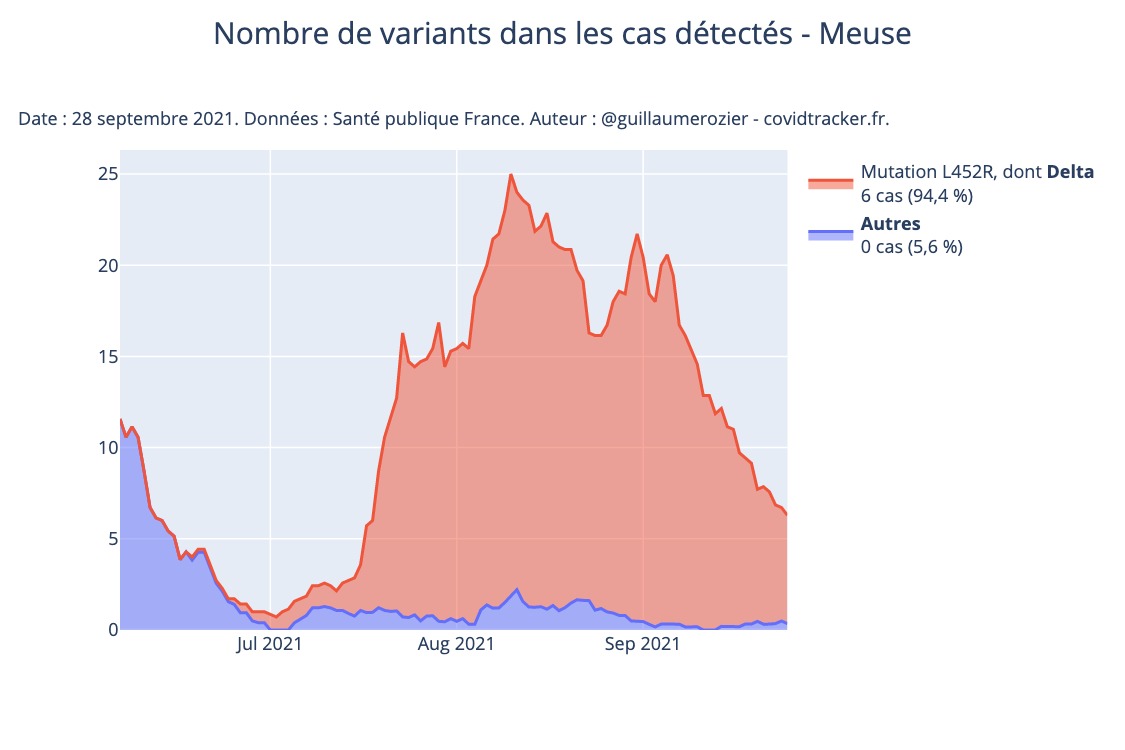 Nombre de variants dans les cas détectés - Meuse
Date : 28 septembre 2021. Données : Santé publique France. Auteur : @guillaumerozier - covidtracker.fr.
Mutation L452R, dont Delta
6 cas (94,4 %)
Autres
0 cas (5,6 %)
25
20
15
10
5
0
Jul 2021
Aug 2021
Sep 2021